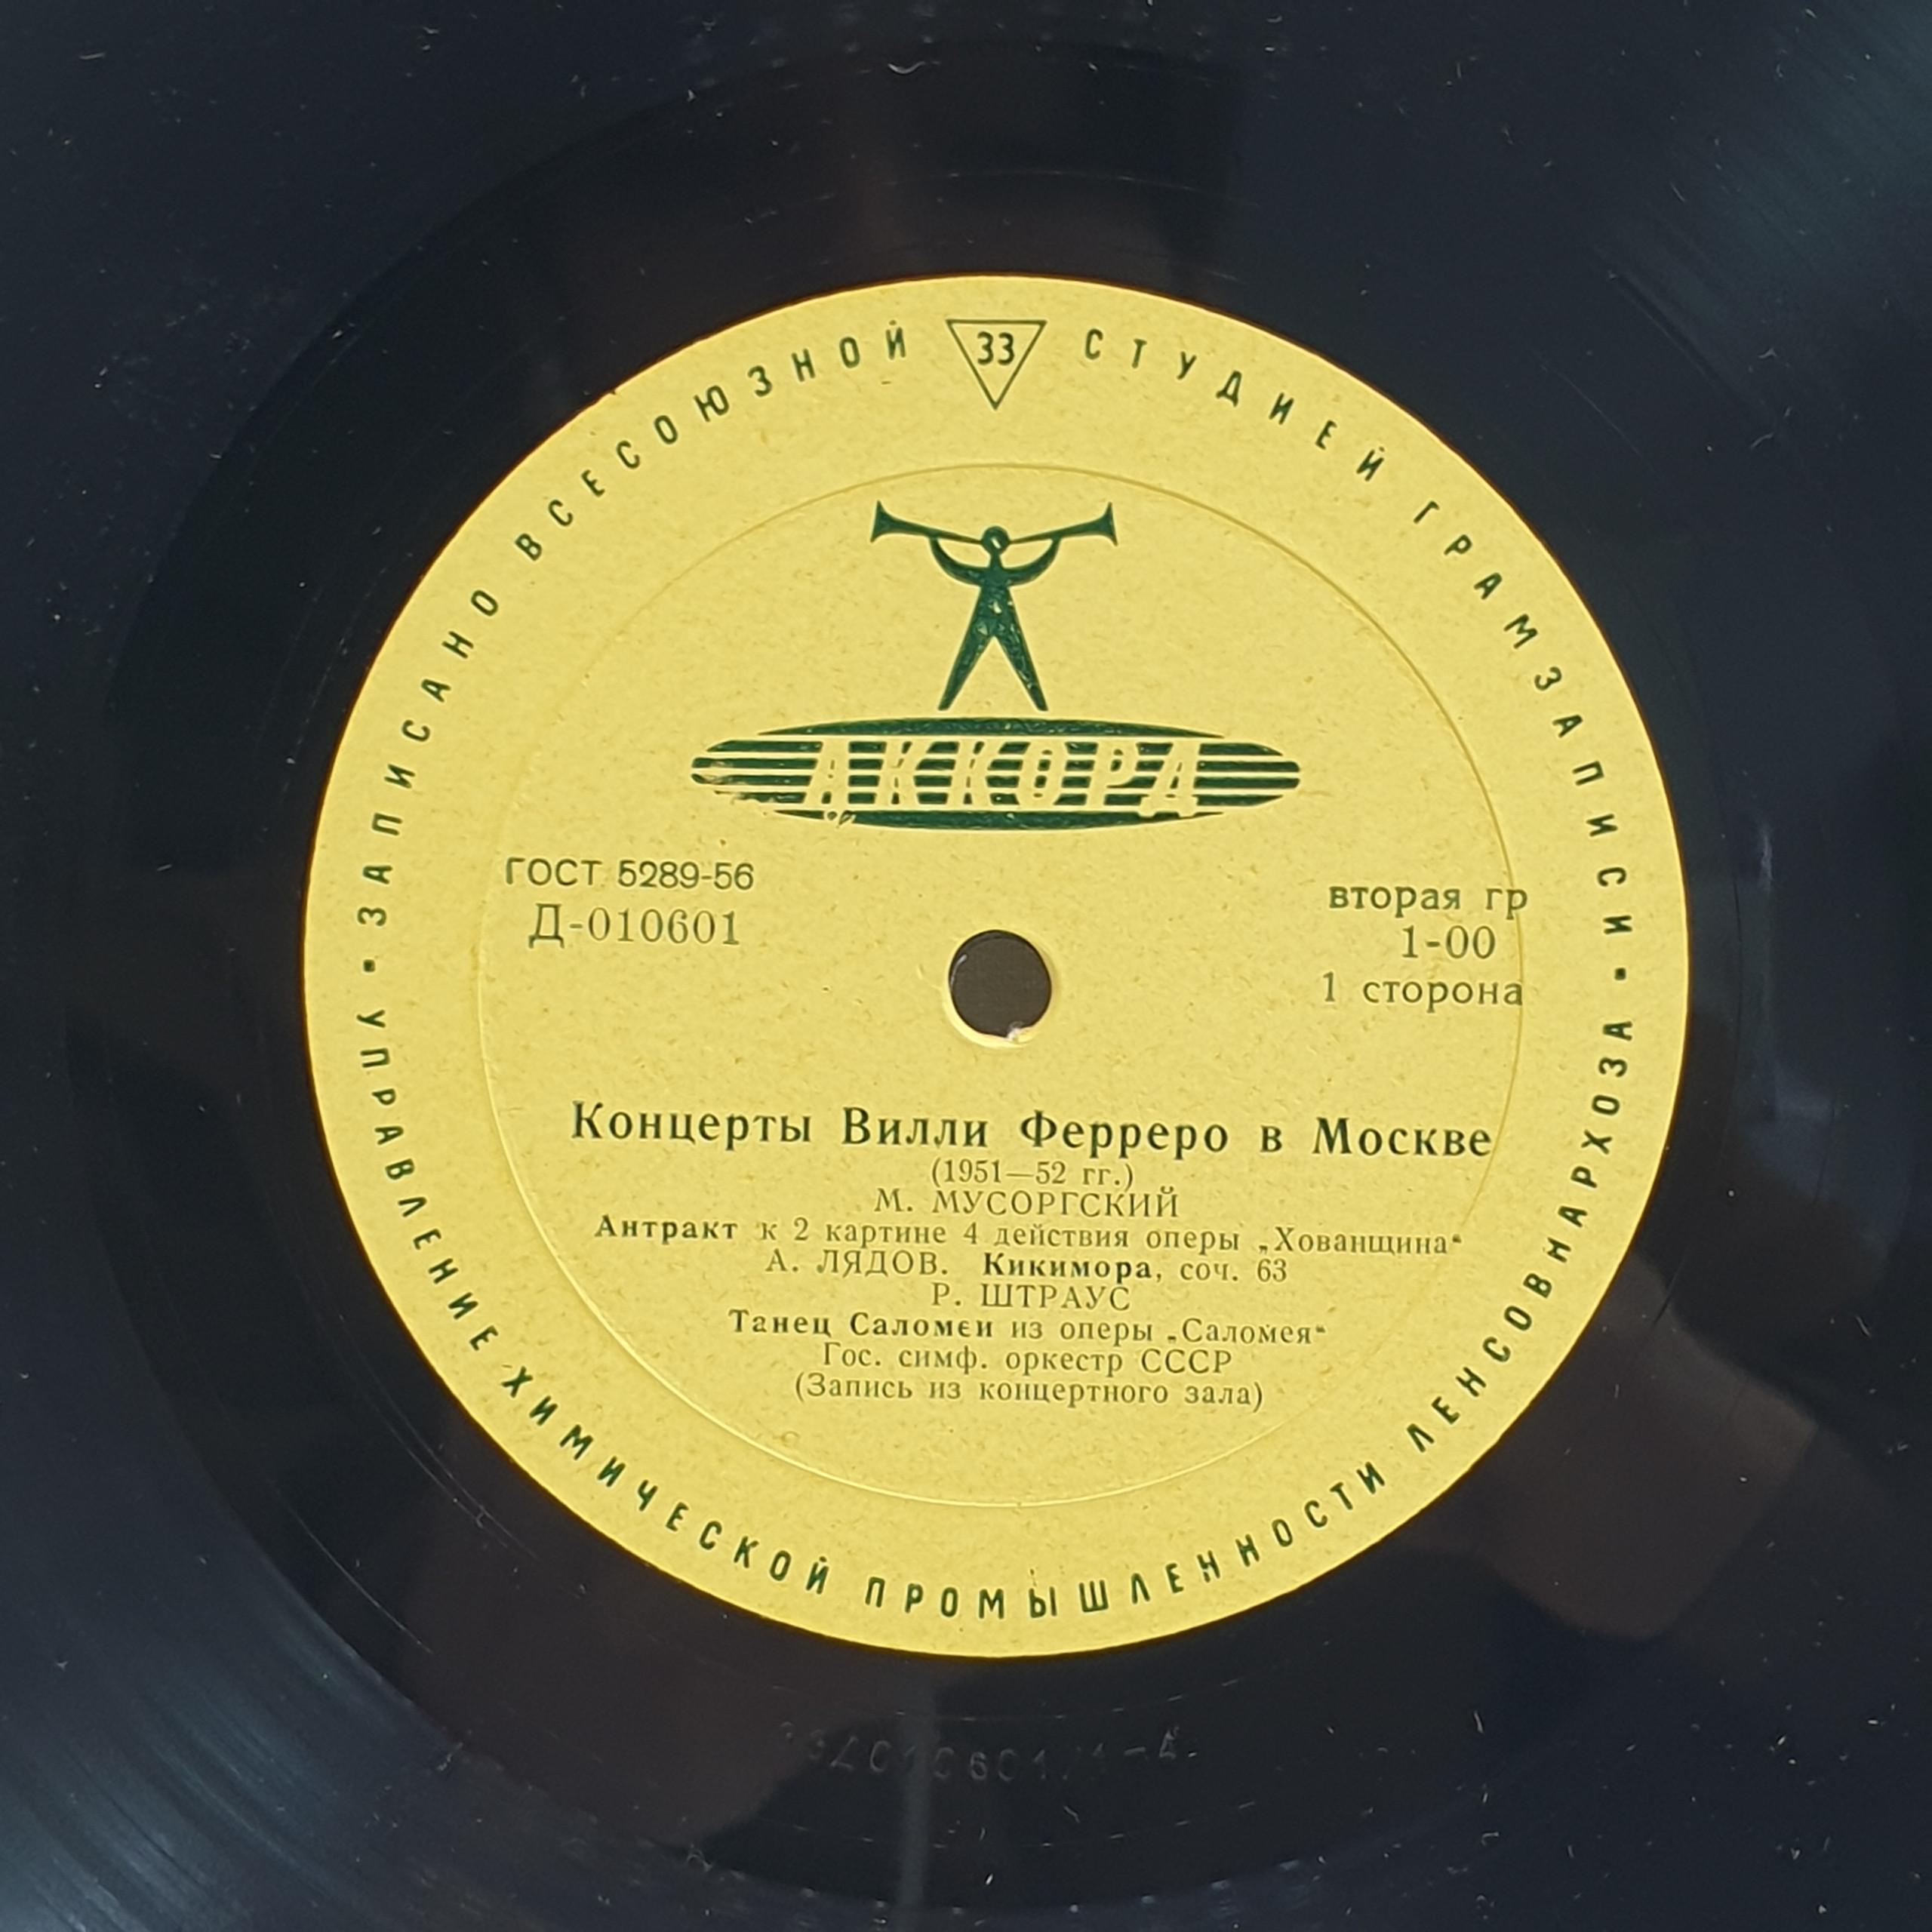 ЗАПИСАНО ВСЕСОЮЗНОЙ 33 СТУДИЕЙ ГРАМЗАПИСИ
АККОРД
ГОСТ 5289-56
Д-010601
вторая гр
1-00
1 сторона
Концерты Вилли Ферреро в Москве
(1951—52 гг.)
М. МУСОРГСКИЙ
Антракт к 2 картине 4 действия оперы „Хованщина“
А. ЛЯДОВ. Кикимора, соч. 63
Р. ШТРАУС
Танец Саломеи из оперы „Саломея“
Гос. симф. оркестр СССР
(Запись из концертного зала)
УПРАВЛЕНИЕ ХИМИЧЕСКОЙ ПРОМЫШЛЕННОСТИ ЛЕНСОВНАРХОЗА